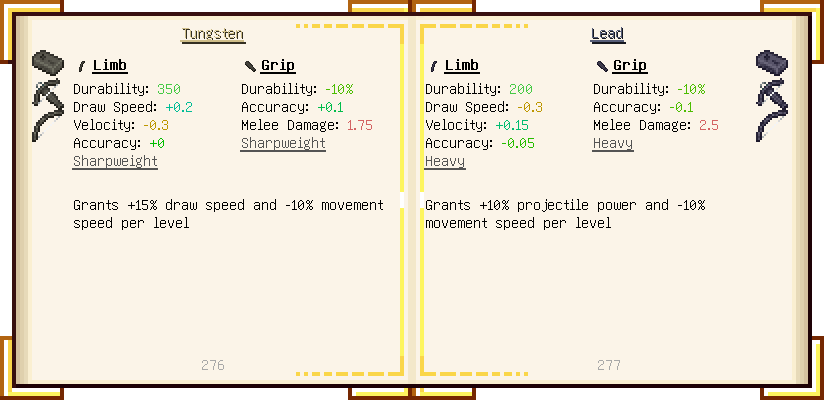 Tungsten
Limb
Durability: 350
Draw Speed: +0.2
Velocity: -0.3
Accuracy: +0
Sharpweight
Grip
Durability: -10%
Accuracy: +0.1
Melee Damage: 1.75
Sharpweight
Grants +15% draw speed and -10% movement
speed per level
276
Lead
Limb
Durability: 200
Draw Speed: -0.3
Velocity: +0.15
Accuracy: -0.05
Heavy
Grip
Durability: -10%
Accuracy: -0.1
Melee Damage: 2.5
Heavy
Grants +10% projectile power and -10%
movement speed per level
277